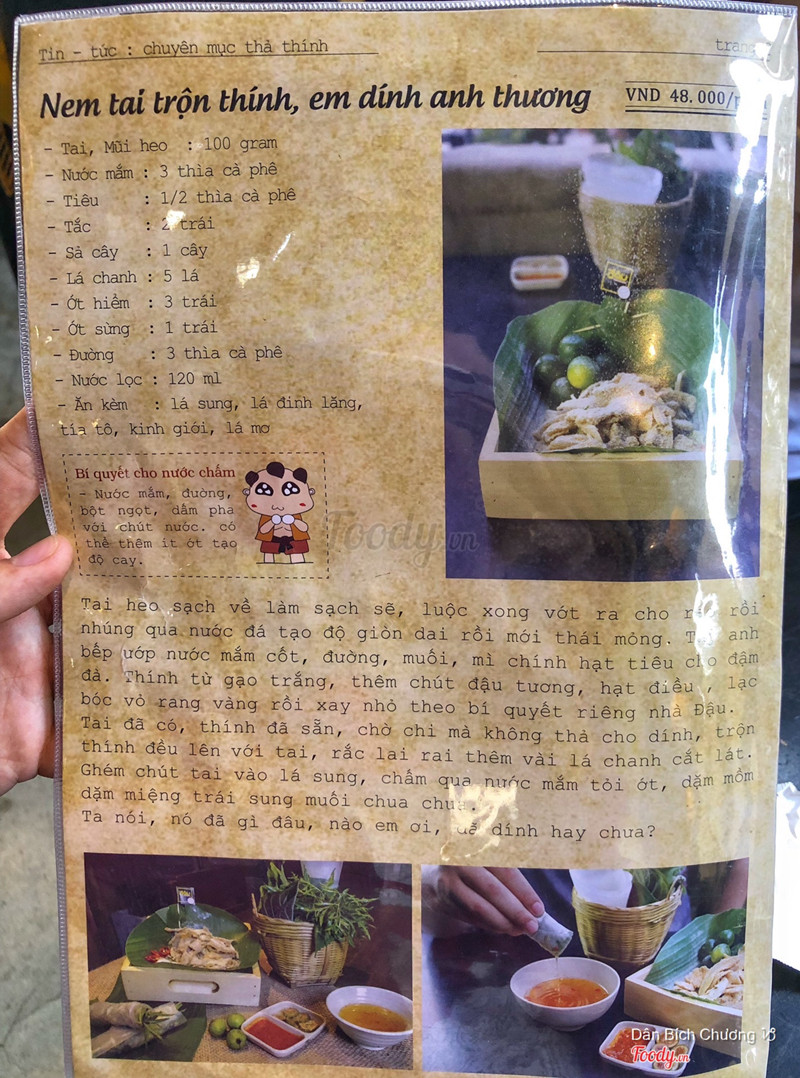 Tin - tức : chuyên mục thả thính
Nem tai trộn thính, em dính anh thương
VND 48.000/
- Tai, Mũi heo : 100 gram
- Nước mắm : 3 thìa cà phê
- Tiêu : 1/2 thìa cà phê
- Tắc : 2 trái
- Sả cây : 1 cây
- Lá chanh : 5 lá
- Ớt hiểm : 3 trái
- Ớt sừng : 1 trái
- Đường : 3 thìa cà phê
- Nước lọc : 120 ml
- Ăn kèm : lá sung, lá đinh lăng,
tía tô, kinh giới, lá mơ
Bí quyết cho nước chấm
- Nước mắm, đường,
bột ngọt, dấm pha
với chút nước. có
thể thêm ít ớt tạo
độ cay.
Foody.vn
Tai heo sạch về làm sạch sẽ, luộc xong vớt ra cho rồi
nhúng qua nước đá tạo độ giòn dai rồi mới thái mỏng. anh
bếp ướp nước mắm cốt, đường, muối, mì chính hạt tiêu cho đậm
đà. Thính từ gạo trắng, thêm chút đậu tương, hạt điều , lạc
bóc vỏ rang vàng rồi xay nhỏ theo bí quyết riêng nhà Đậu.
Tai đã có, thính đã sẵn, chờ chi mà không thả cho dính, trộn
thính đều lên với tai, rắc lai rai thêm vài lá chanh cắt lát.
Ghém chút tai vào lá sung, chấm qua nước mắm tỏi ớt, dặm mồm
dặm miệng trái sung muối chua chua.
Ta nói, nó đã gì đâu, nào em ơi, đã dính hay chưa?
Dân Bích Chương
Foody.vn